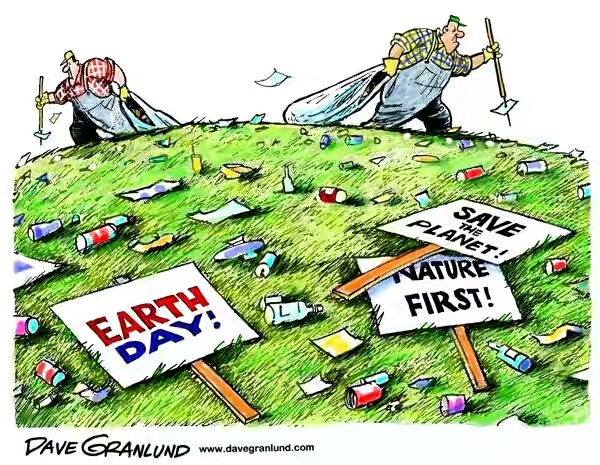 SAVE
THE
PLANET!
NATURE
FIRST!
EARTH
DAY!
DAVE GRANLUND www.davegranlund.com